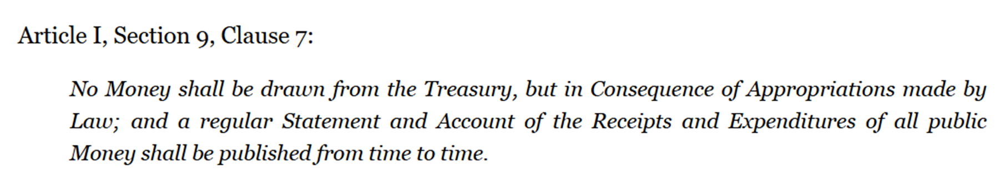 Article I, Section 9, Clause 7:
No Money shall be drawn from the Treasury, but in Consequence of Appropriations made by
Law; and a regular Statement and Account of the Receipts and Expenditures of all public
Money shall be published from time to time.